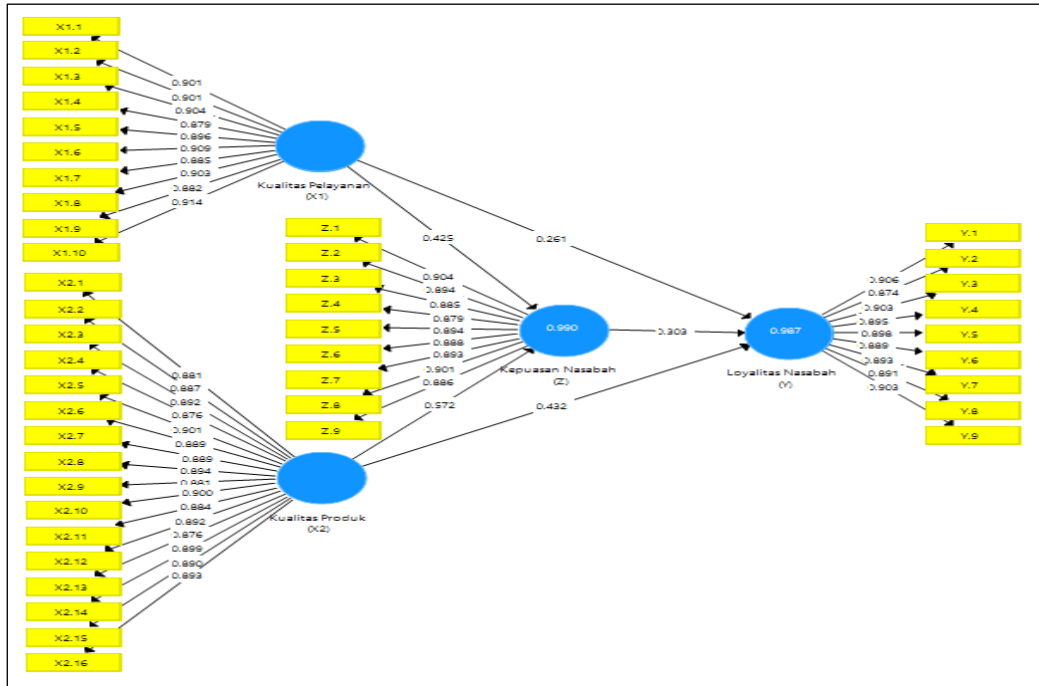 X1.1
X1.2
X1.3
X1.4
X1.5
X1.6
X1.7
X1.8
X1.9
X1.10
0.901
0.901
0.904
0.879
0.896
0.909
0.885
0.903
0.882
0.914
Kualitas Pelayanan
(X1)
X2.1
X2.2
X2.3
X2.4
X2.5
X2.6
X2.7
X2.8
X2.9
X2.10
X2.11
X2.12
X2.13
X2.14
X2.15
X2.16
0.881
0.887
0.892
0.876
0.901
0.889
0.889
0.894
0.881
0.900
0.884
0.892
0.876
0.899
0.890
0.893
Kualitas Produk
(X2)
Z.1
Z.2
Z.3
Z.4
Z.5
Z.6
Z.7
Z.8
Z.9
0.904
0.894
0.885
0.879
0.894
0.888
0.893
0.901
0.886
0.425
0.261
0.990
Kepuasan Nasabah
(Z)
0.572
0.303
0.432
0.987
Loyalitas Nasabah
(Y)
0.906
0.874
0.903
0.895
0.898
0.889
0.893
0.891
0.903
Y.1
Y.2
Y.3
Y.4
Y.5
Y.6
Y.7
Y.8
Y.9